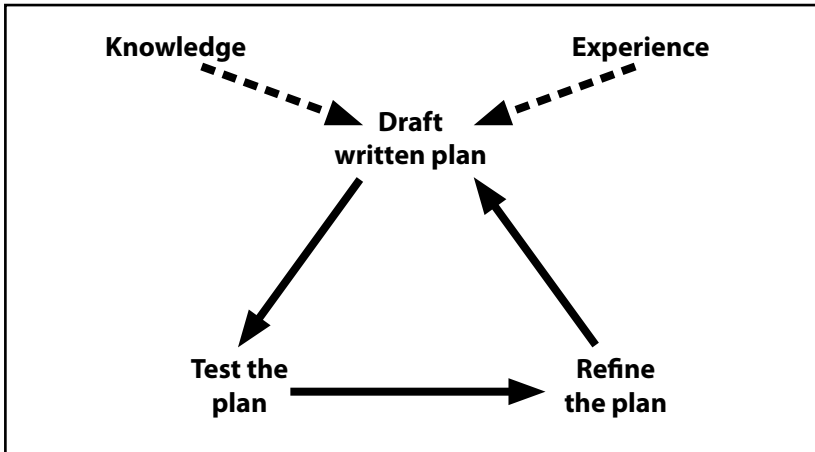 Knowledge
Experience
Draft
written plan
Test the
plan
Refine
the plan